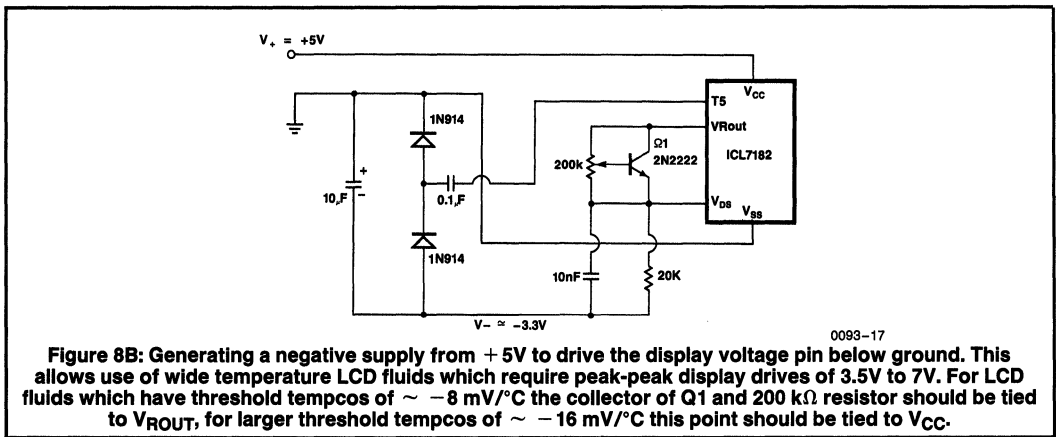 V+ = +5V
VCC
T5
VRout
ICL7182
1N914
Ω1
2N2222
200k
10µF
+
−
0.1µF
VDS
VSS
1N914
10nF
20K
V− ≃ −3.3V
0093–17
Figure 8B: Generating a negative supply from +5V to drive the display voltage pin below ground. This
allows use of wide temperature LCD fluids which require peak-peak display drives of 3.5V to 7V. For LCD
fluids which have threshold tempcos of ~ −8 mV/°C the collector of Q1 and 200 kΩ resistor should be tied
to VROUT, for larger threshold tempcos of ~ −16 mV/°C this point should be tied to VCC.